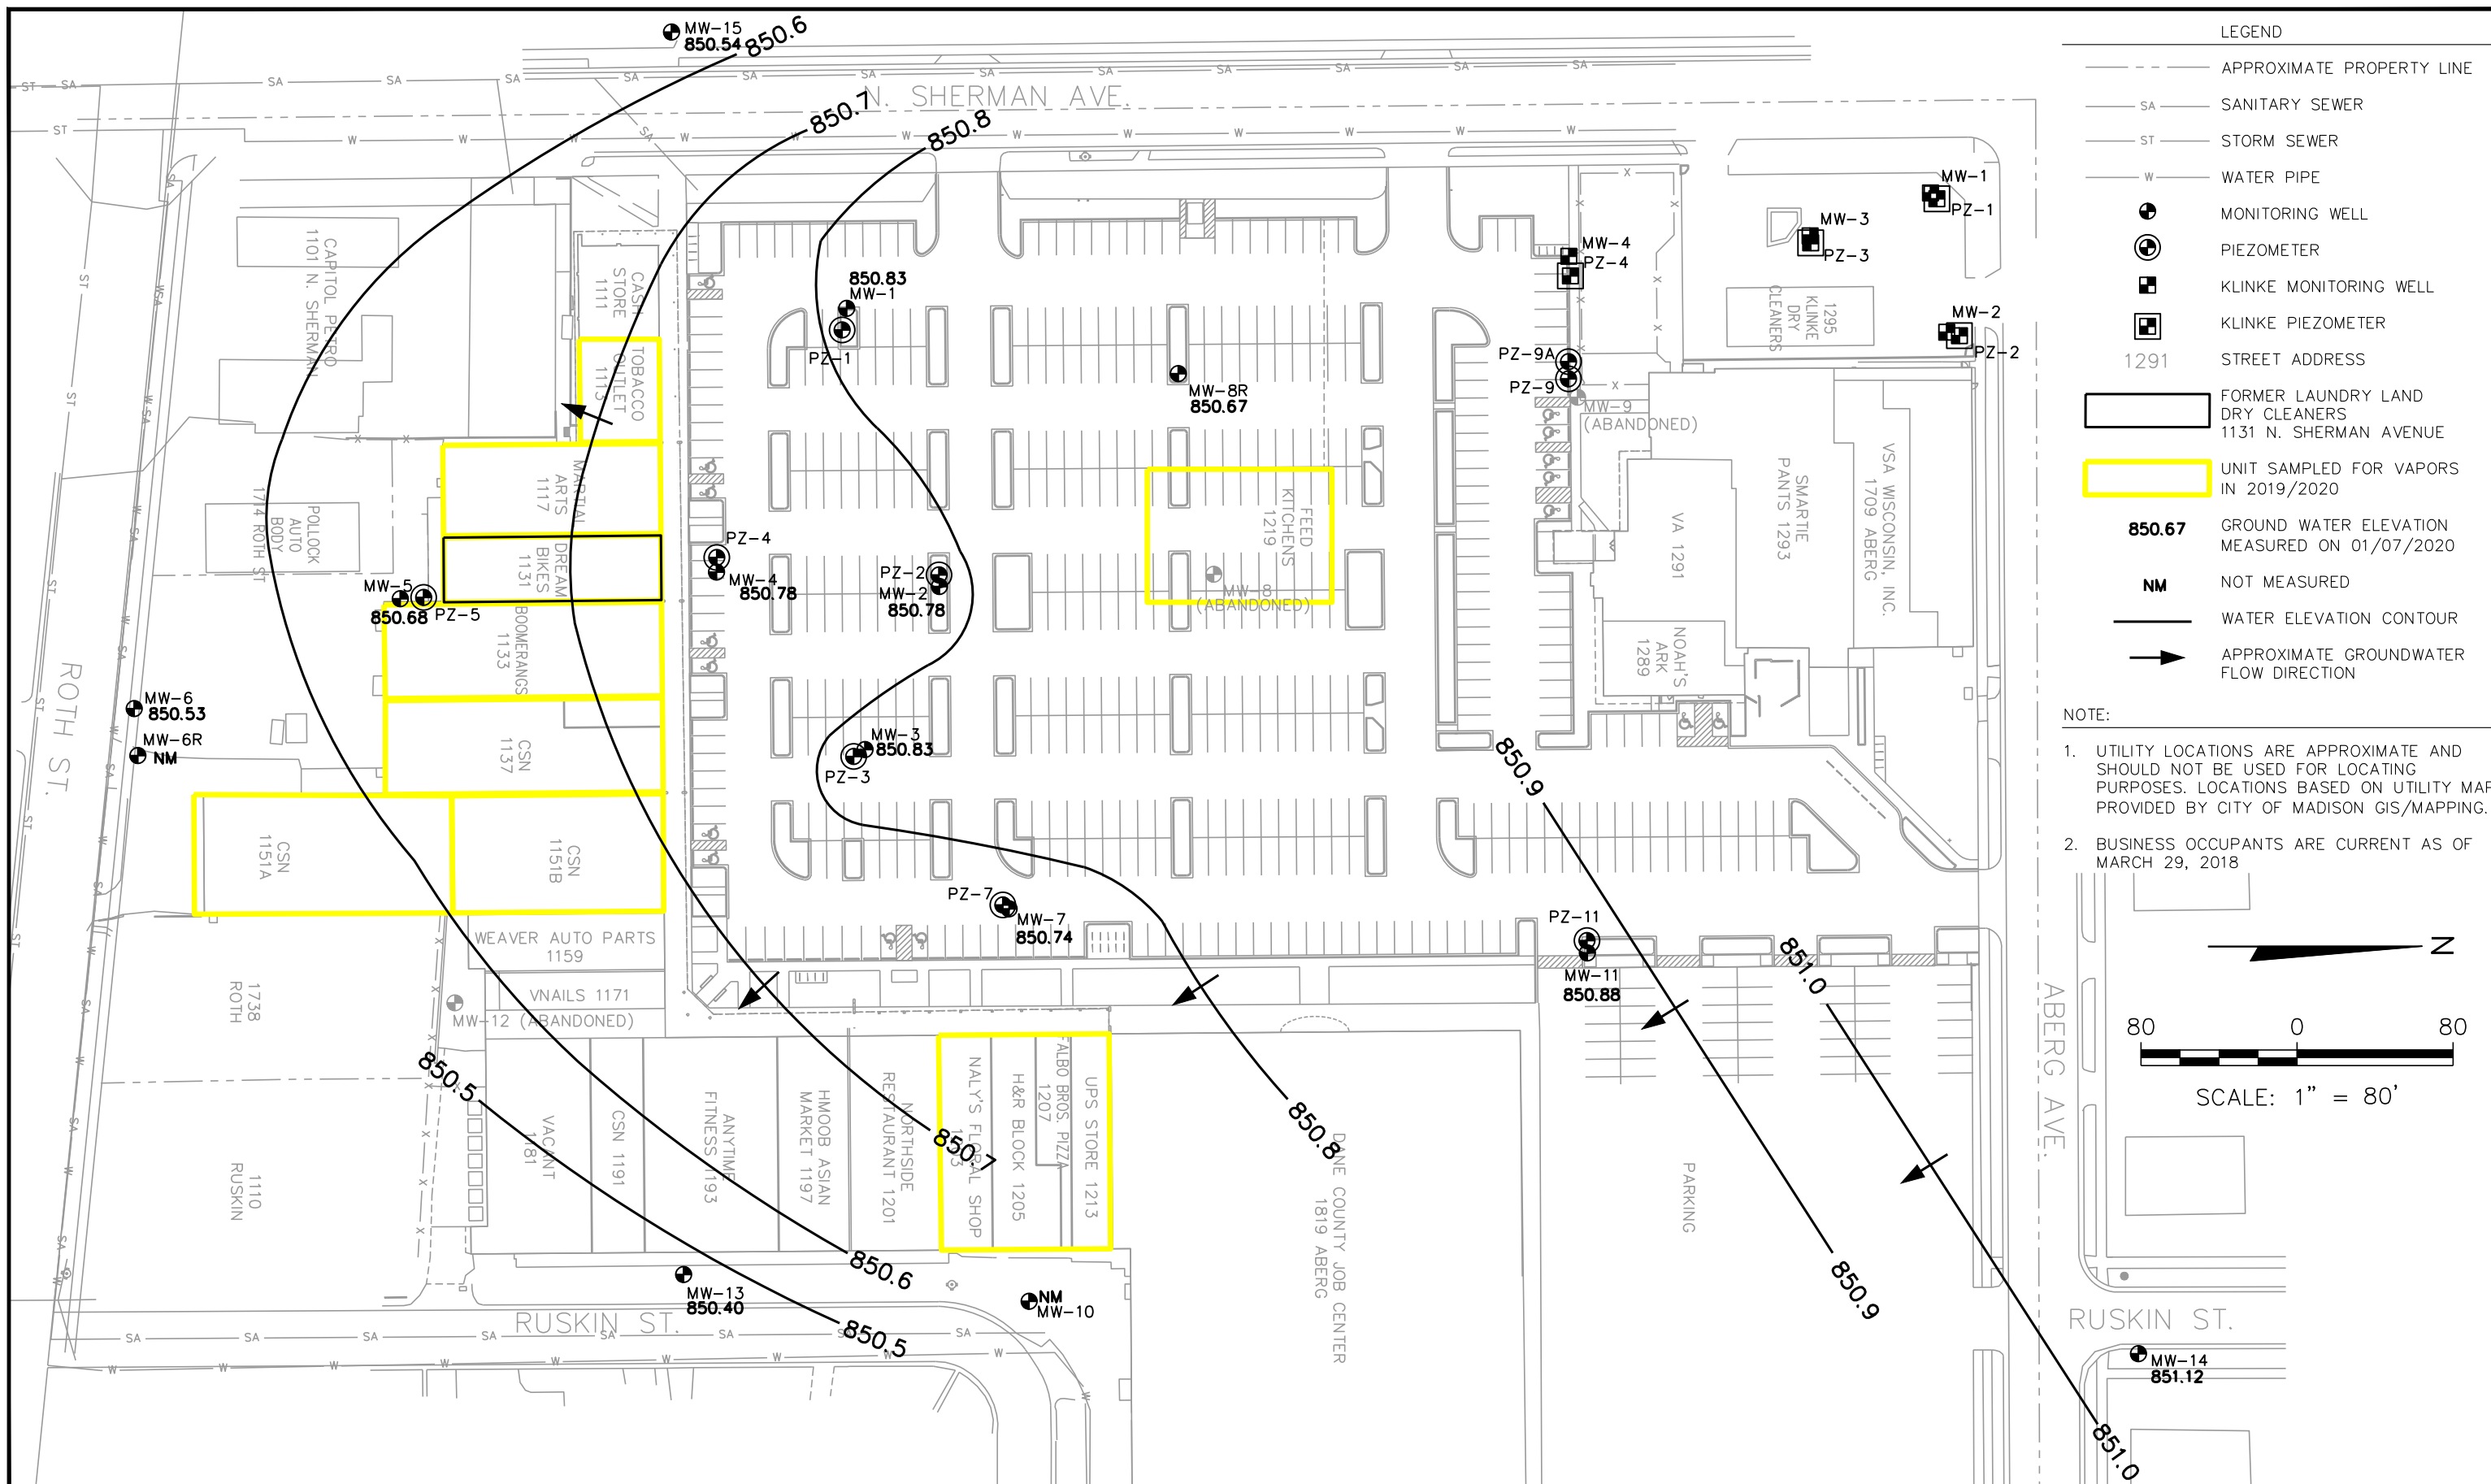 MW-15
850.54
850.6
N. SHERMAN AVE.
850.7
850.8
CAPITOL PETRO
1101 N. SHERMAN
CASH
STORE
1111
TOBACCO
OUTLET
1113
MARTIAL
ARTS
1117
DREAM
BIKES
1131
BOOMERANGS
1133
CSN
1137
CSN
1151A
CSN
1151B
POLLOCK
AUTO
BODY
1714 ROTH ST
850.83
MW-1
PZ-1
MW-8R
850.67
PZ-4
MW-4
850.78
PZ-2
MW-2
850.78
MW-5
850.68
PZ-5
MW-6
850.53
MW-6R
NM
ROTH ST.
MW-3
850.83
PZ-3
PZ-7
MW-7
850.74
FEED
KITCHENS
1219
MW-8
(ABANDONED)
MW-4
PZ-4
PZ-9A
PZ-9
MW-9
(ABANDONED)
MW-3
PZ-3
MW-1
PZ-1
MW-2
PZ-2
1295
KLINKE
DRY
CLEANERS
VA 1291
SMARTIE
PANTS 1293
VSA WISCONSIN, INC.
1709 ABERG
NOAH'S
ARK
1289
850.9
PZ-11
MW-11
850.88
851.0
WEAVER AUTO PARTS
1159
VNAILS 1171
MW-12 (ABANDONED)
1738
ROTH
1110
RUSKIN
850.5
VACANT
1181
CSN 1191
ANYTIME
FITNESS 1193
HMOOB ASIAN
MARKET 1197
NORTHSIDE
RESTAURANT 1201
850.7
NALY'S FLORAL SHOP
H&R BLOCK 1205
FALBO BROS. PIZZA
1207
UPS STORE 1213
850.8
DANE COUNTY JOB CENTER
1819 ABERG
PARKING
850.6
MW-13
850.40
RUSKIN ST.
850.5
NM
MW-10
850.9
ABERG AVE.
RUSKIN ST.
MW-14
851.12
851.0
LEGEND
APPROXIMATE PROPERTY LINE
SA SANITARY SEWER
ST STORM SEWER
W WATER PIPE
MONITORING WELL
PIEZOMETER
KLINKE MONITORING WELL
KLINKE PIEZOMETER
1291 STREET ADDRESS
FORMER LAUNDRY LAND
DRY CLEANERS
1131 N. SHERMAN AVENUE
UNIT SAMPLED FOR VAPORS
IN 2019/2020
850.67 GROUND WATER ELEVATION
MEASURED ON 01/07/2020
NM NOT MEASURED
WATER ELEVATION CONTOUR
APPROXIMATE GROUNDWATER
FLOW DIRECTION
NOTE:
1. UTILITY LOCATIONS ARE APPROXIMATE AND
SHOULD NOT BE USED FOR LOCATING
PURPOSES. LOCATIONS BASED ON UTILITY MAP
PROVIDED BY CITY OF MADISON GIS/MAPPING.
2. BUSINESS OCCUPANTS ARE CURRENT AS OF
MARCH 29, 2018
N
80 0 80
SCALE: 1" = 80'